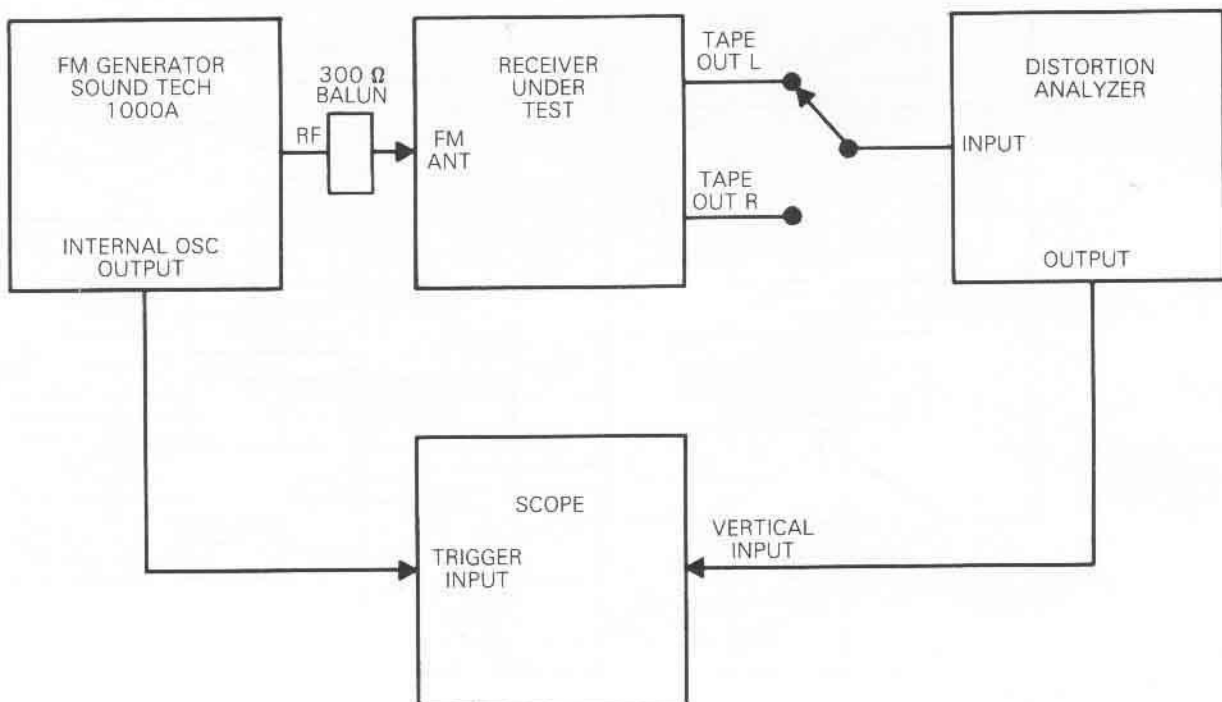 FM GENERATOR
SOUND TECH
1000A
RF
INTERNAL OSC
OUTPUT
300 Ω
BALUN
RECEIVER
UNDER
TEST
FM
ANT
TAPE
OUT L
TAPE
OUT R
DISTORTION
ANALYZER
INPUT
OUTPUT
SCOPE
TRIGGER
INPUT
VERTICAL
INPUT